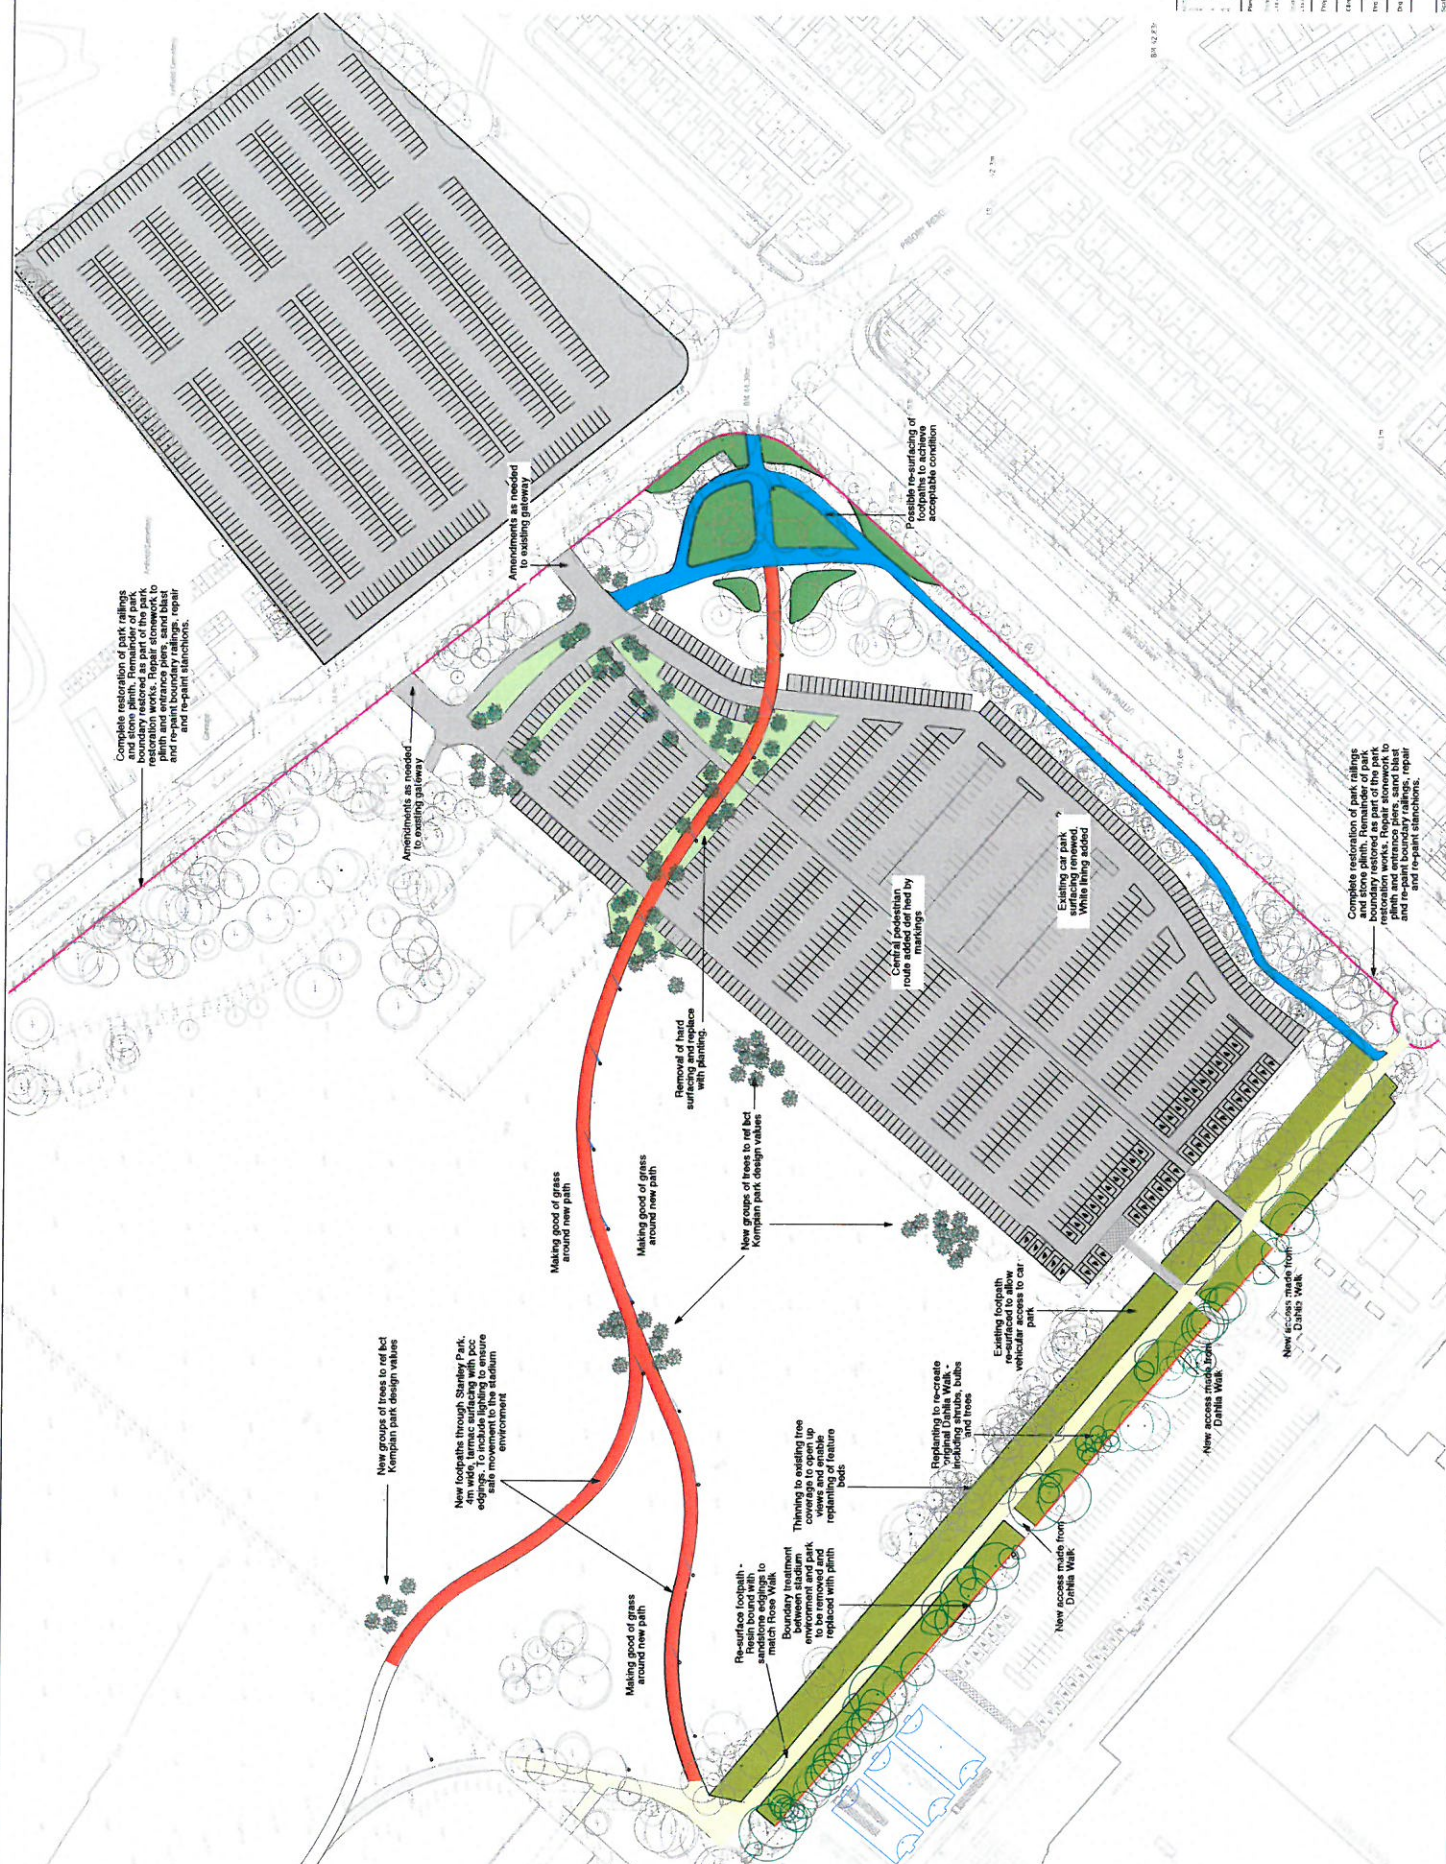 Complete restoration of park railings
and stone plinth. Remainder of park
boundary restored as part of the park
restoration works. Repair stonework to
plinth and entrance piers, sand blast
and re-paint boundary railings, repair
and re-paint stanchions.
Amendments as needed
to existing gateway
Amendments as needed
to existing gateway
Possible re-surfacing of
footpaths to achieve
acceptable condition
PRIORY ROAD
Central pedestrian
route added def hed by
markings
Existing car park ?
surfacing renewed.
White lining added
Removal of hard
surfacing and replace
with planting.
Making good of grass
around new path
Making good of grass
around new path
New groups of trees to ref bct
Kempian park design values
New groups of trees to ref bct
Kempian park design values
New footpaths through Stanley Park,
4m wide, tarmac surfacing with pcc
edgings. To include lighting to ensure
safe movement to the stadium
environment
Making good of grass
around new path
Re-surface footpath -
Resin bound with
sandstone edgings to
match Rose Walk
Boundary treatment
between stadium
environment and park
to be removed and
replaced with plinth
Thinning to existing tree
coverage to open up
views and enable
replanting of feature
beds
Replanting to re-create
original Dahlia Walk -
including shrubs, bulbs
and trees
Existing footpath
re-surfaced to allow
vehicular access to car
park
New access made from
Dahlia Walk
New access made from
Dahlia Walk
New access made from
Dahlia Walk
Complete restoration of park railings
and stone plinth. Remainder of park
boundary restored as part of the park
restoration works. Repair stonework to
plinth and entrance piers, sand blast
and re-paint boundary railings, repair
and re-paint stanchions.